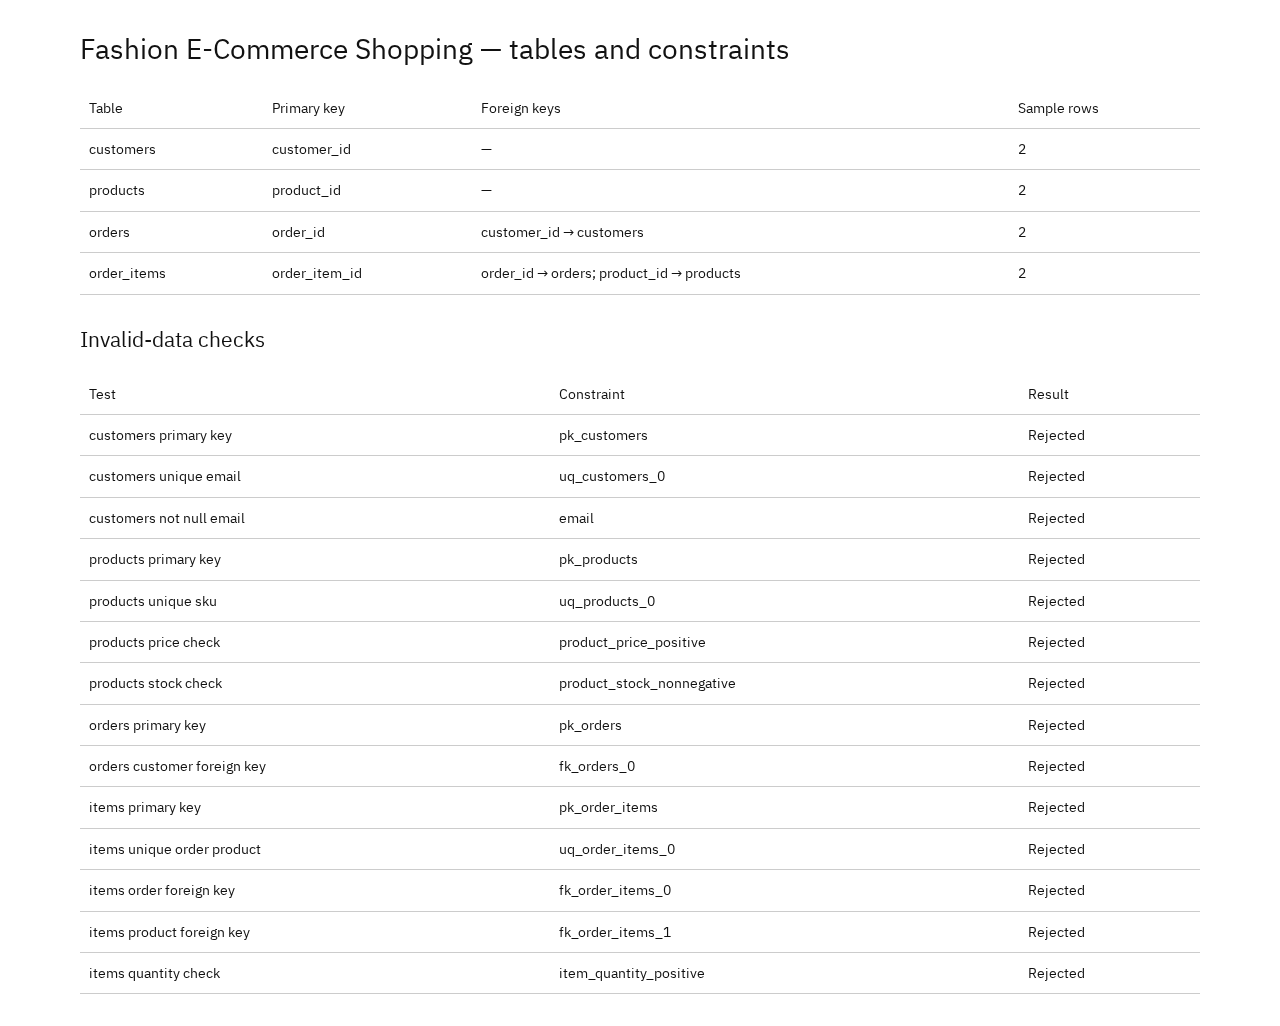 Fashion E-Commerce Shopping — tables and constraints
Table Primary key Foreign keys Sample rows
customers customer_id — 2
products product_id — 2
orders order_id customer_id → customers 2
order_items order_item_id order_id → orders; product_id → products 2
Invalid-data checks
Test Constraint Result
customers primary key pk_customers Rejected
customers unique email uq_customers_0 Rejected
customers not null email email Rejected
products primary key pk_products Rejected
products unique sku uq_products_0 Rejected
products price check product_price_positive Rejected
products stock check product_stock_nonnegative Rejected
orders primary key pk_orders Rejected
orders customer foreign key fk_orders_0 Rejected
items primary key pk_order_items Rejected
items unique order product uq_order_items_0 Rejected
items order foreign key fk_order_items_0 Rejected
items product foreign key fk_order_items_1 Rejected
items quantity check item_quantity_positive Rejected